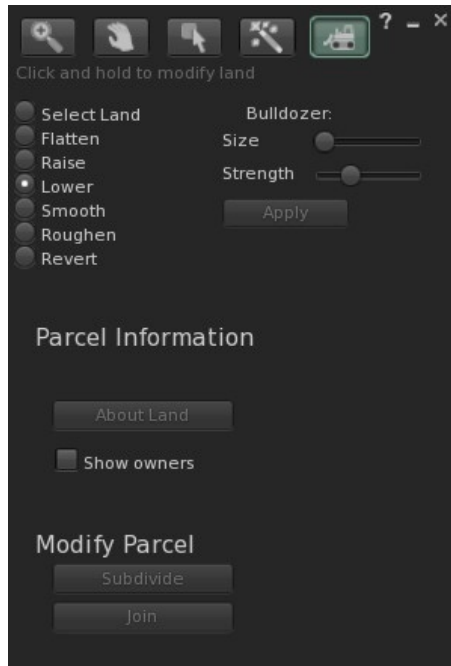 ?
Click and hold to modify land
Select Land
Flatten
Raise
Lower
Smooth
Roughen
Revert
Bulldozer:
Size
Strength
Apply
Parcel Information
About Land
Show owners
Modify Parcel
Subdivide
Join